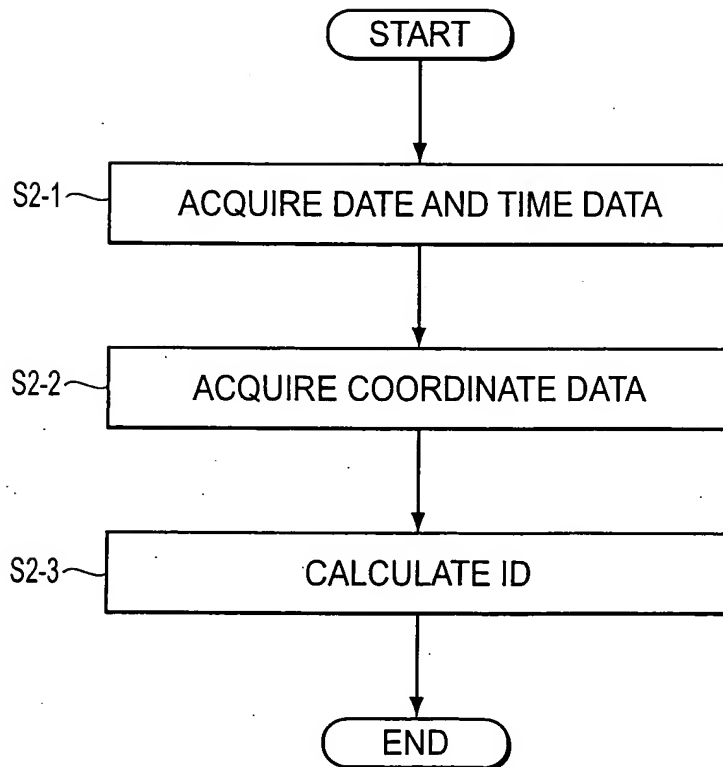 START
S2-1 ACQUIRE DATE AND TIME DATA
S2-2 ACQUIRE COORDINATE DATA
S2-3 CALCULATE ID
END